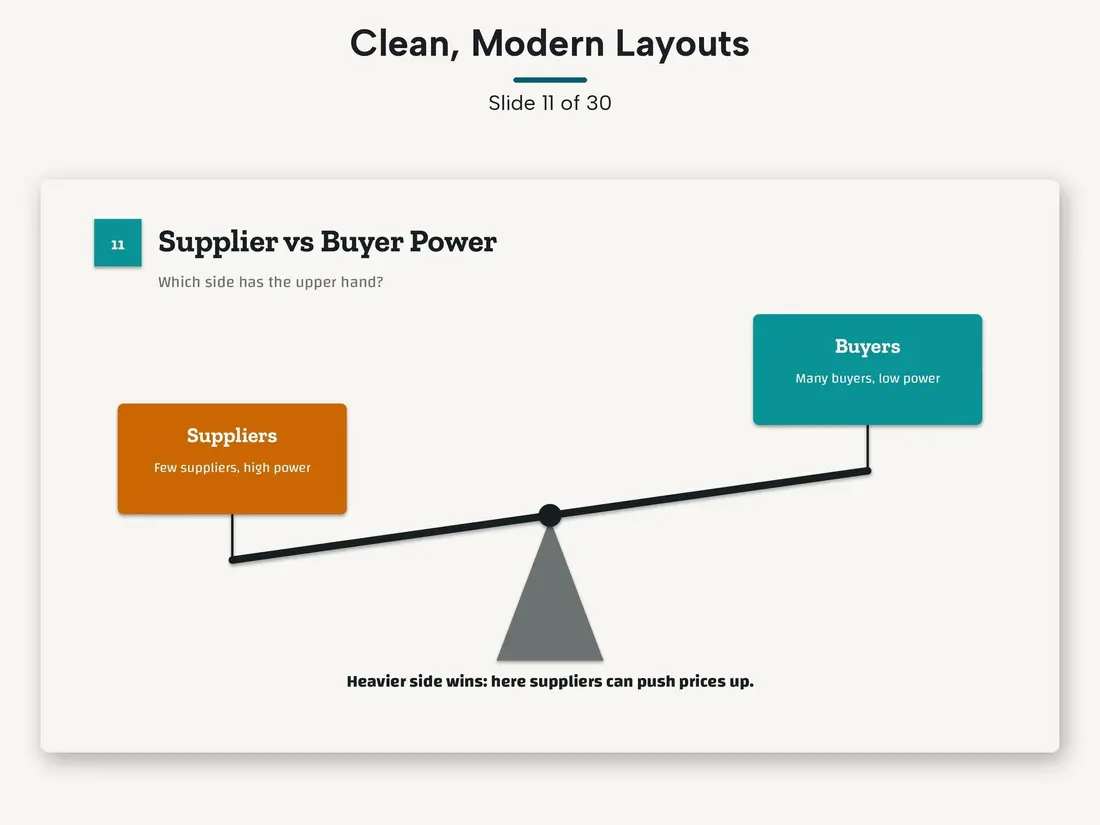 Clean, Modern Layouts
Slide 11 of 30
11
Supplier vs Buyer Power
Which side has the upper hand?
Buyers
Many buyers, low power
Suppliers
Few suppliers, high power
Heavier side wins: here suppliers can push prices up.